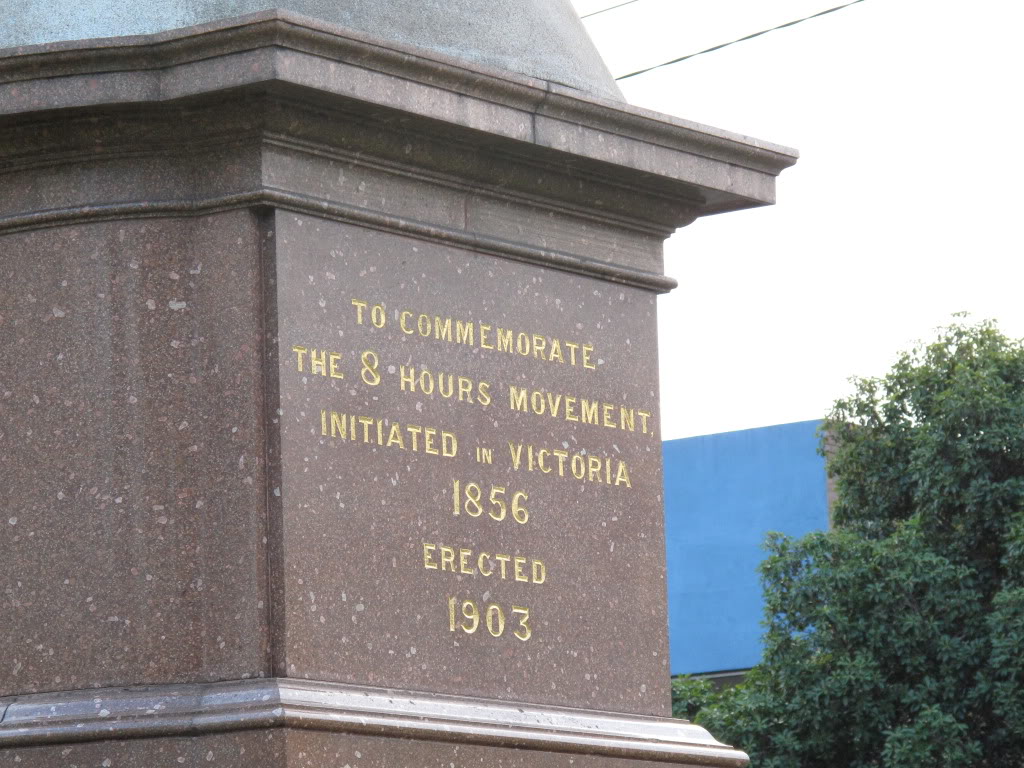 TO COMMEMORATE
THE 8 HOURS MOVEMENT
INITIATED IN VICTORIA
1856
ERECTED
1903